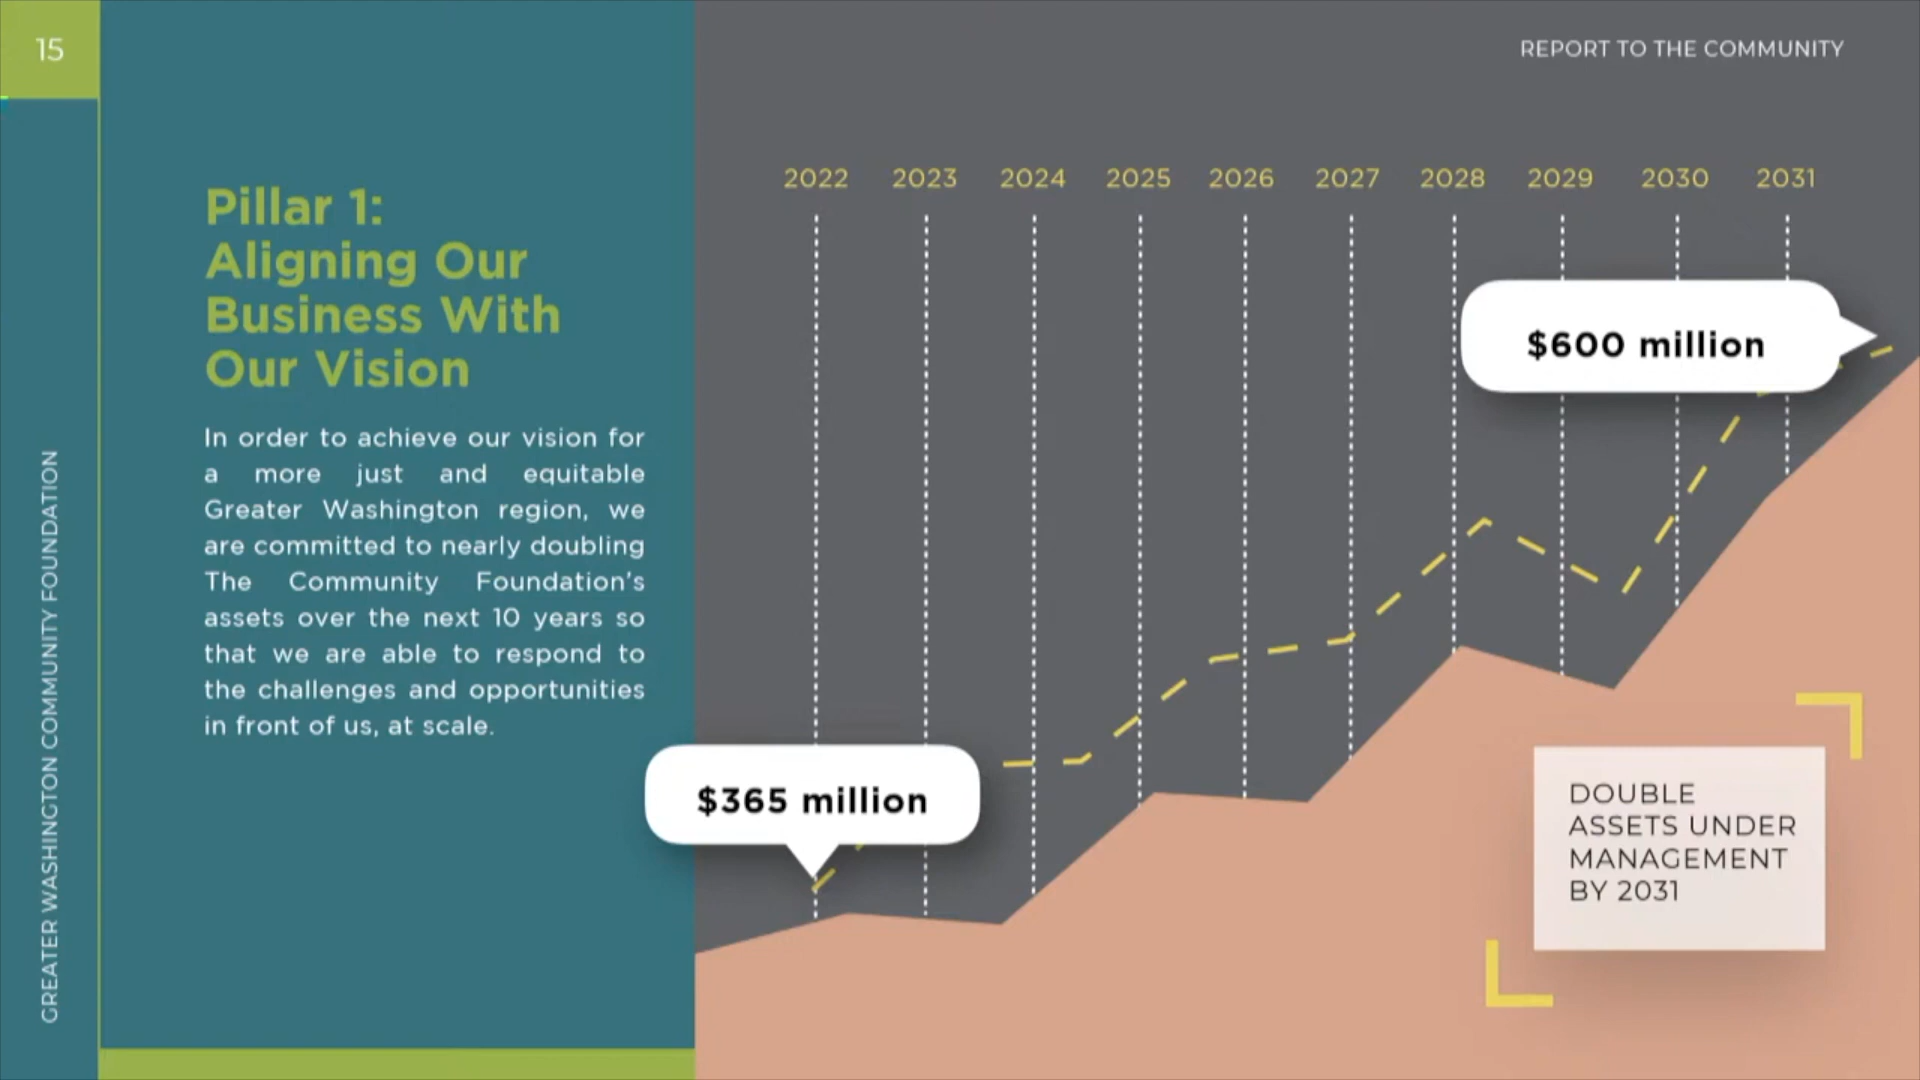 15
REPORT TO THE COMMUNITY
GREATER WASHINGTON COMMUNITY FOUNDATION
Pillar 1:
Aligning Our
Business With
Our Vision
In order to achieve our vision for
a more just and equitable
Greater Washington region, we
are committed to nearly doubling
The Community Foundation's
assets over the next 10 years so
that we are able to respond to
the challenges and opportunities
in front of us, at scale.
2022 2023 2024 2025 2026 2027 2028 2029 2030 2031
$600 million
$365 million
DOUBLE
ASSETS UNDER
MANAGEMENT
BY 2031